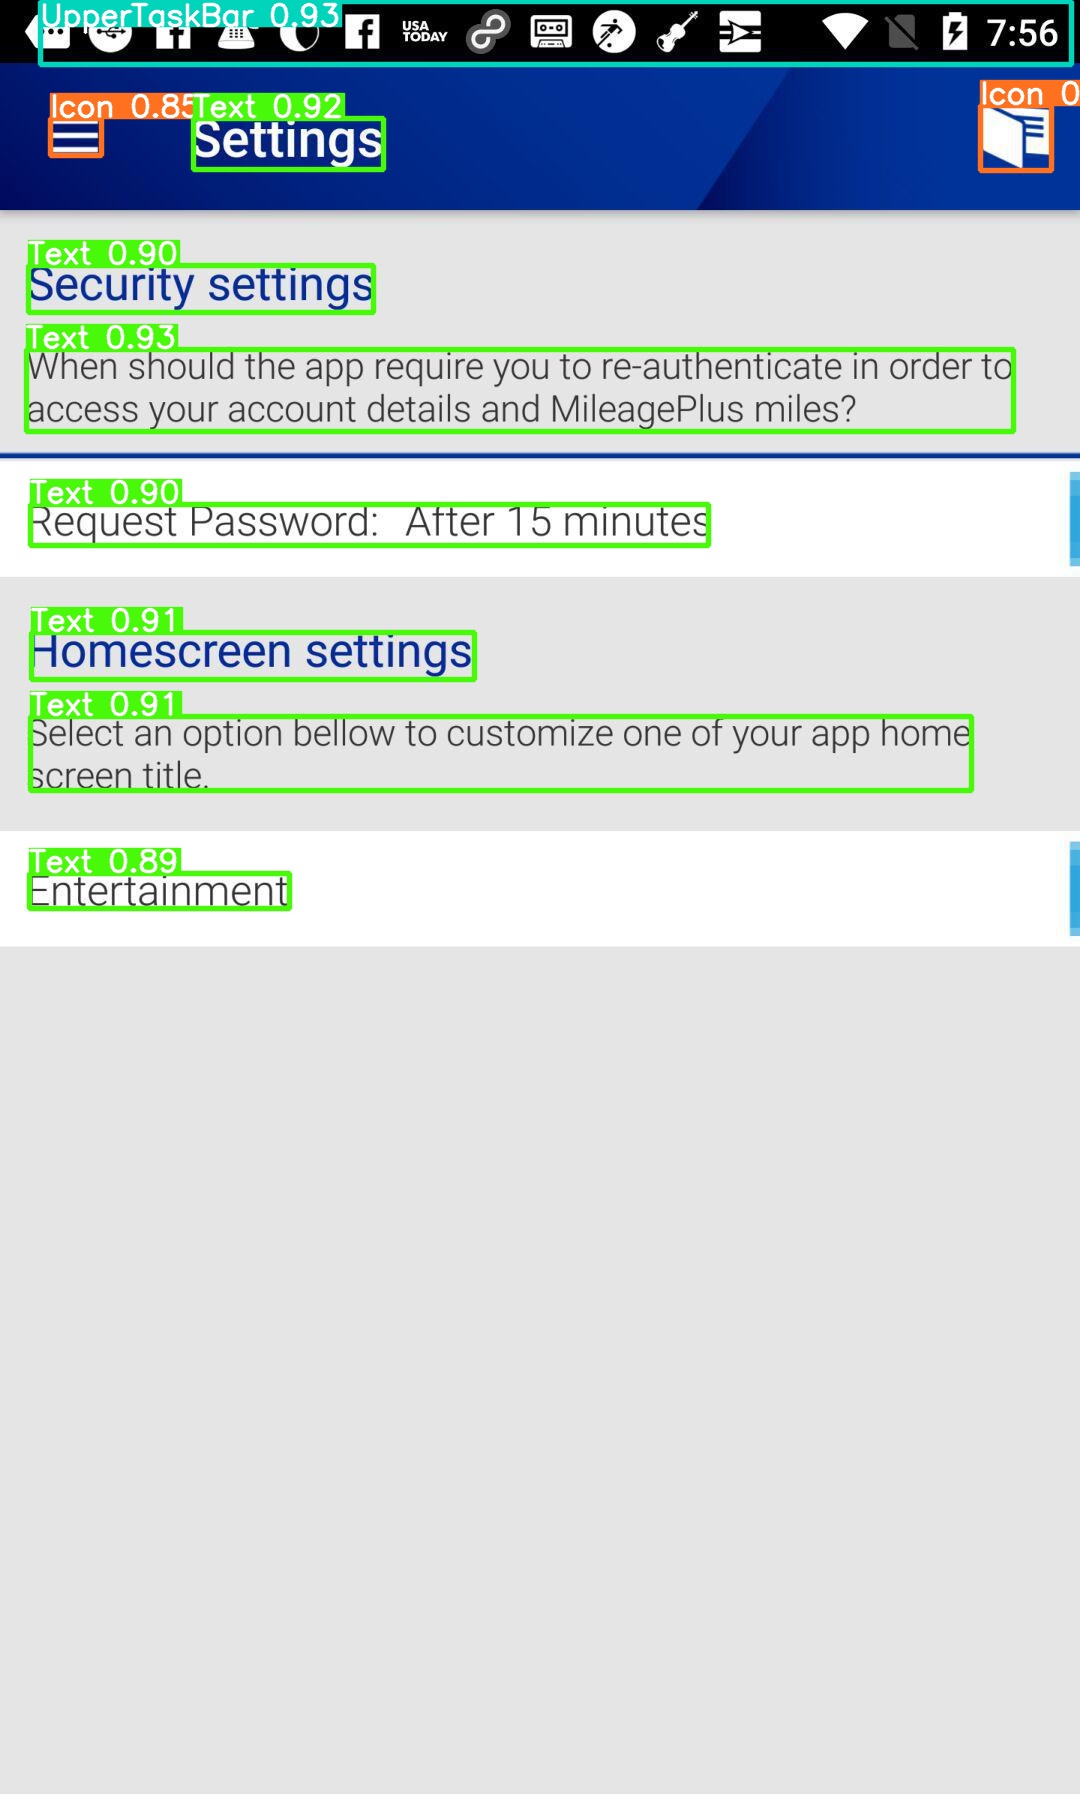 UpperTaskBar 0.93
USA
TODAY
7:56
Icon 0.85
Text 0.92
Icon 0
Settings
Text 0.90
Security settings
Text 0.93
When should the app require you to re-authenticate in order to
access your account details and MileagePlus miles?
Text 0.90
Request Password: After 15 minutes
Text 0.91
Homescreen settings
Text 0.91
Select an option bellow to customize one of your app home
screen title.
Text 0.89
Entertainment